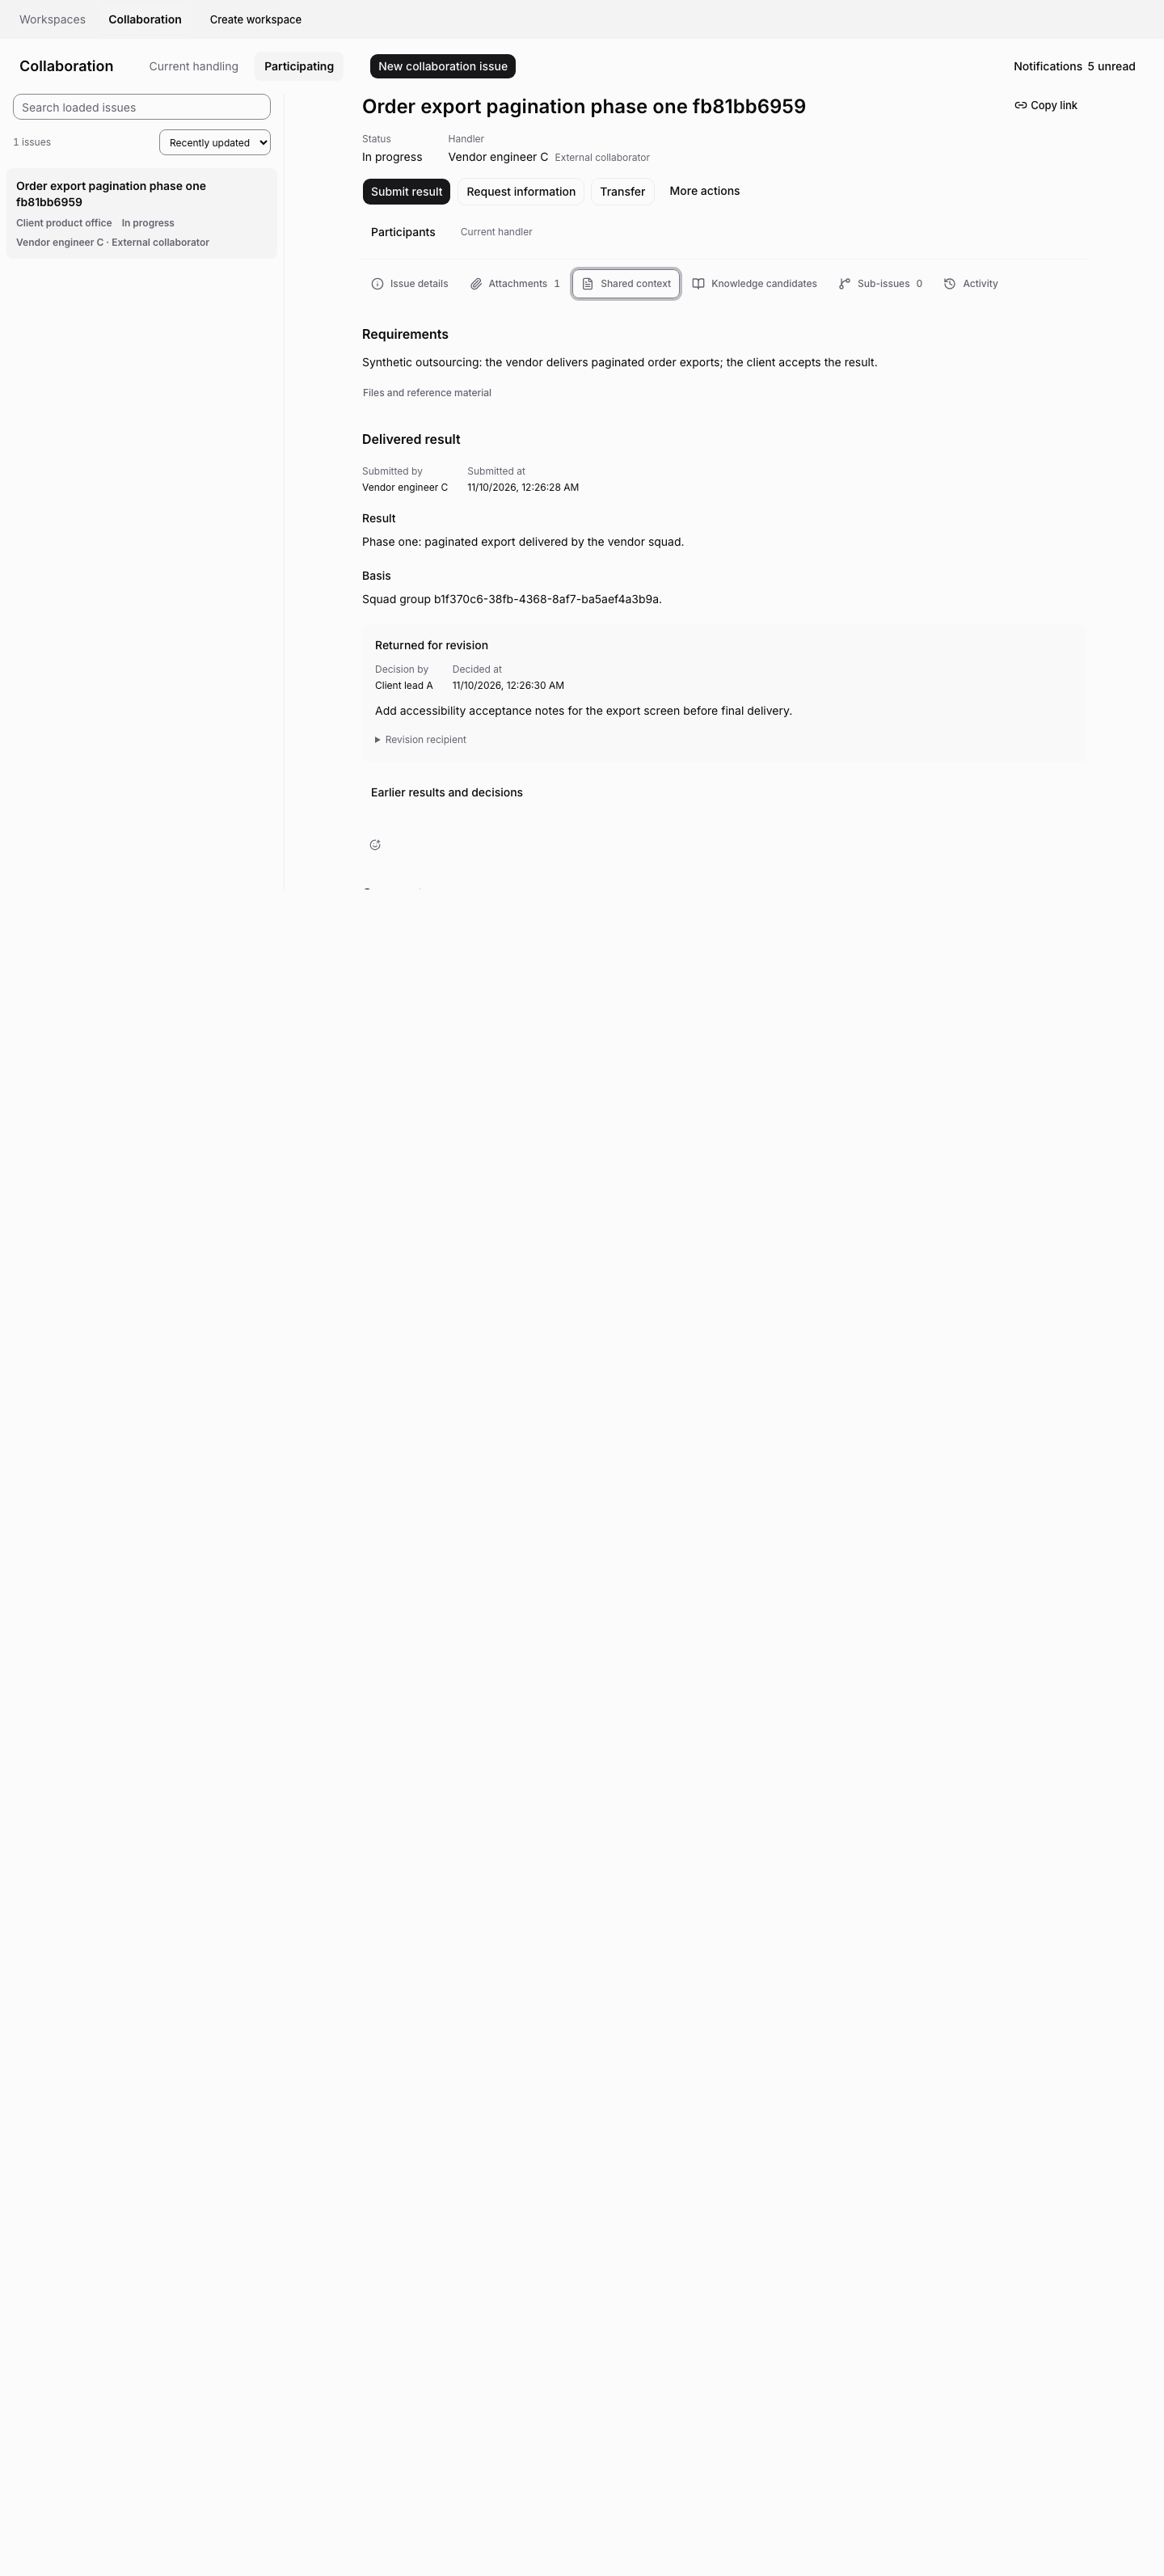 Workspaces Collaboration Create workspace
Collaboration Current handling Participating New collaboration issue Notifications 5 unread
Search loaded issues
1 issues Recently updated
Order export pagination phase one
fb81bb6959
Client product office In progress
Vendor engineer C · External collaborator
Order export pagination phase one fb81bb6959 Copy link
Status Handler
In progress Vendor engineer C External collaborator
Submit result Request information Transfer More actions
Participants Current handler
Issue details Attachments 1 Shared context Knowledge candidates Sub-issues 0 Activity
Requirements
Synthetic outsourcing: the vendor delivers paginated order exports; the client accepts the result.
Files and reference material
Delivered result
Submitted by Submitted at
Vendor engineer C 11/10/2026, 12:26:28 AM
Result
Phase one: paginated export delivered by the vendor squad.
Basis
Squad group b1f370c6-38fb-4368-8af7-ba5aef4a3b9a.
Returned for revision
Decision by Decided at
Client lead A 11/10/2026, 12:26:30 AM
Add accessibility acceptance notes for the export screen before final delivery.
Revision recipient
Earlier results and decisions